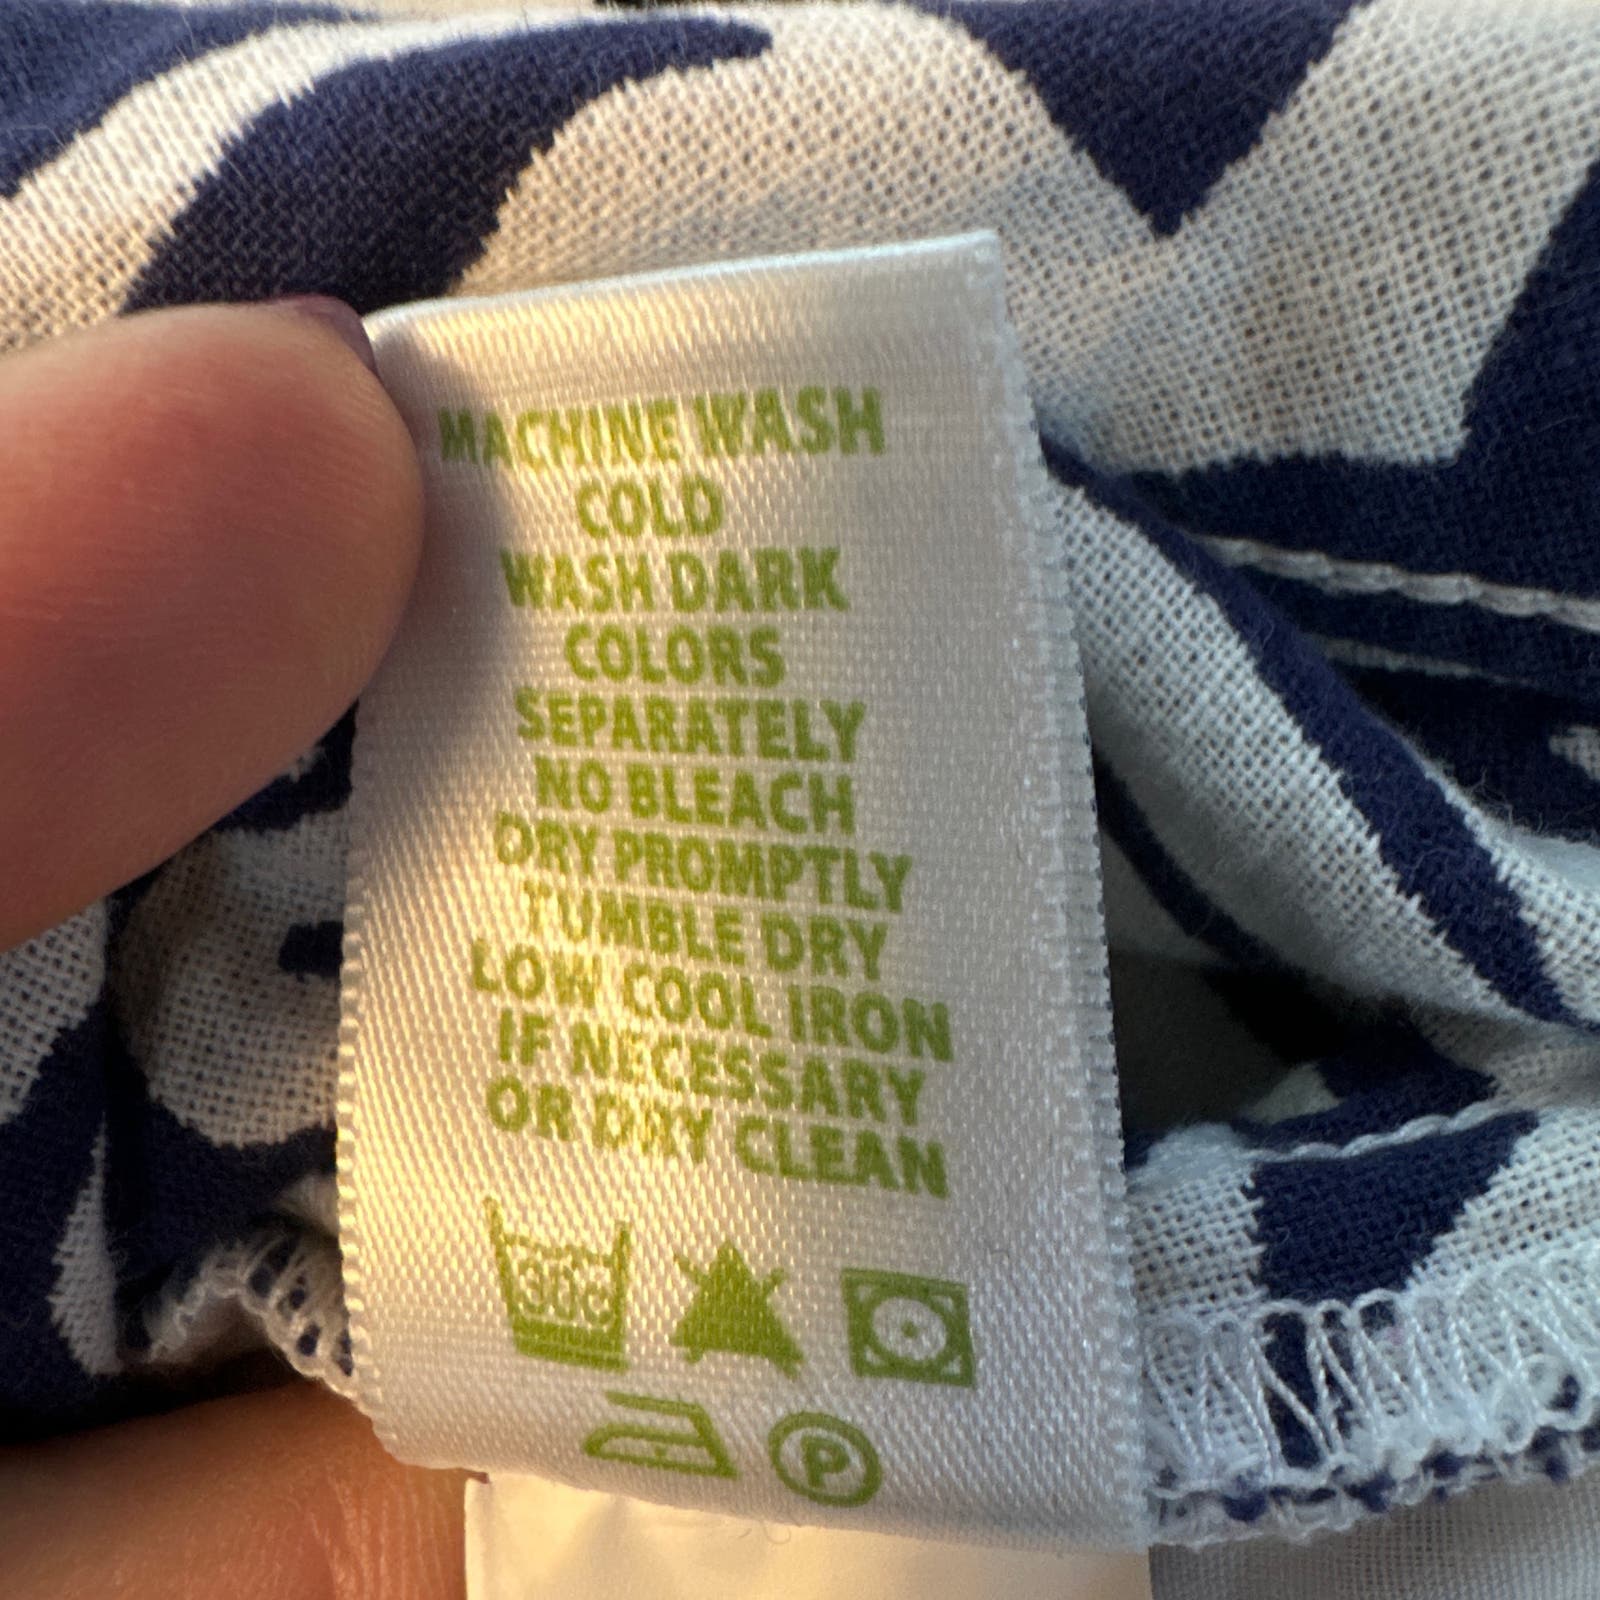 MACHINE WASH
COLD
WASH DARK
COLORS
SEPARATELY
NO BLEACH
DRY PROMPTLY
TUMBLE DRY
LOW COOL IRON
IF NECESSARY
OR DRY CLEAN
30c
P